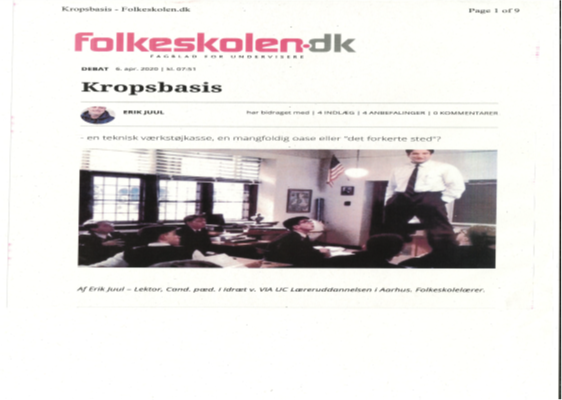 Kropsbasis - Folkeskolen.dk
Page 1 of 9
folkeskolen.dk
FAGBLAD FOR UNDERVISERE
DEBAT 6. apr. 2020 | kl. 07:51
Kropsbasis
ERIK JUUL
har bidraget med | 4 INDLÆG | 4 ANBEFALINGER | 0 KOMMENTARER
- en teknisk værkstøjkasse, en mangfoldig oase eller "det forkerte sted"?
Af Erik Juul – Lektor, Cand. pæd. i idræt v. VIA UC Læreruddannelsen i Aarhus. Folkeskolelærer.